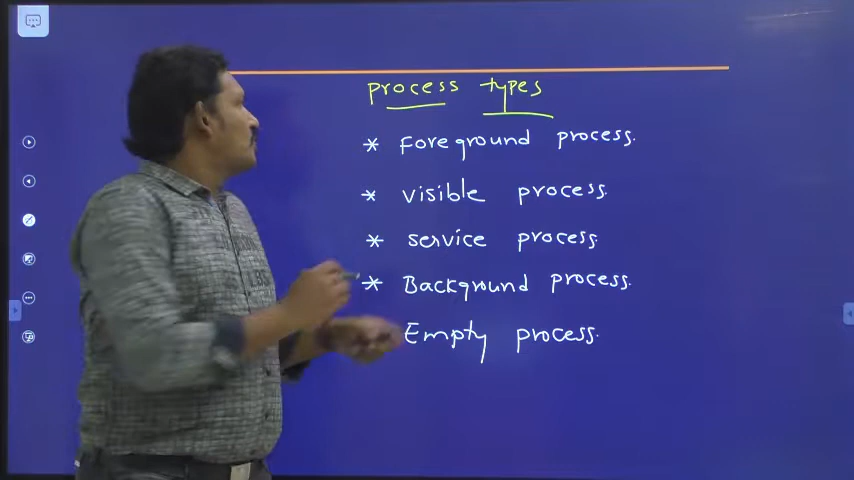 process types
* Foreground process.
* visible process.
* service process.
* Background process.
Empty process.